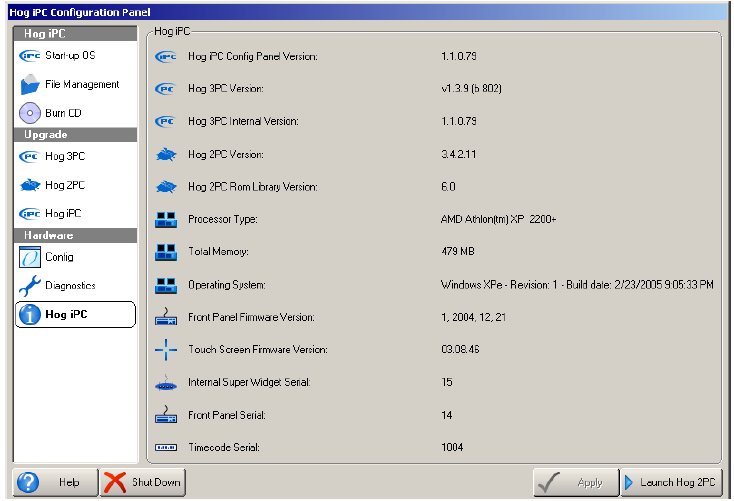 Hog iPC Configuration Panel
Hog iPC
Start-up OS
File Management
Burn CD
Upgrade
Hog 3PC
Hog 2PC
Hog iPC
Hardware
Config
Diagnostics
Hog iPC
Hog iPC
Hog iPC Config Panel Version: 1.1.0.79
Hog 3PC Version: v1.3.9 (b 802)
Hog 3PC Internal Version: 1.1.0.79
Hog 2PC Version: 3.4.2.11
Hog 2PC Rom Library Version: 6.0
Processor Type: AMD Athlon(tm) XP 2200+
Total Memory: 479 MB
Operating System: Windows XPe - Revision: 1 - Build date: 2/23/2005 9:05:33 PM
Front Panel Firmware Version: 1, 2004, 12, 21
Touch Screen Firmware Version: 03.08.46
Internal Super Widget Serial: 15
Front Panel Serial: 14
Timecode Serial: 1004
Help
Shut Down
Apply
Launch Hog 2PC